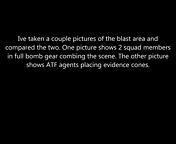 Ive taken a couple pictures of the blast area and
compared the two. One picture shows 2 squad members
in full bomb gear combing the scene. The other picture
shows ATF agents placing evidence cones.